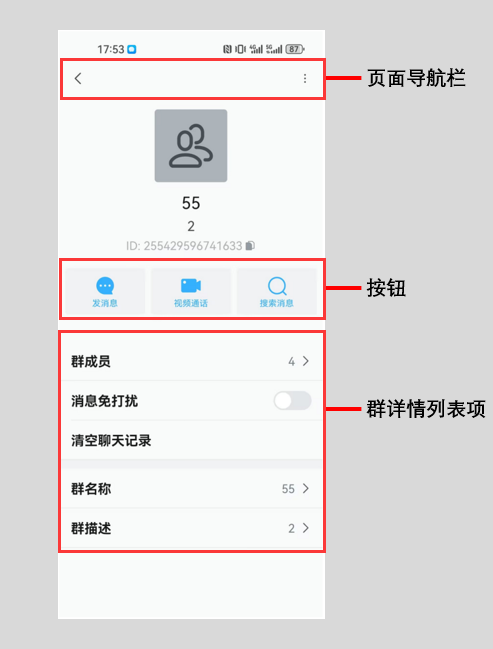 17:53 4G 5G 87
页面导航栏
55
2
ID: 255429596741633
发消息 视频通话 搜索消息
按钮
群成员 4
消息免打扰
群详情列表项
清空聊天记录
群名称 55
群描述 2